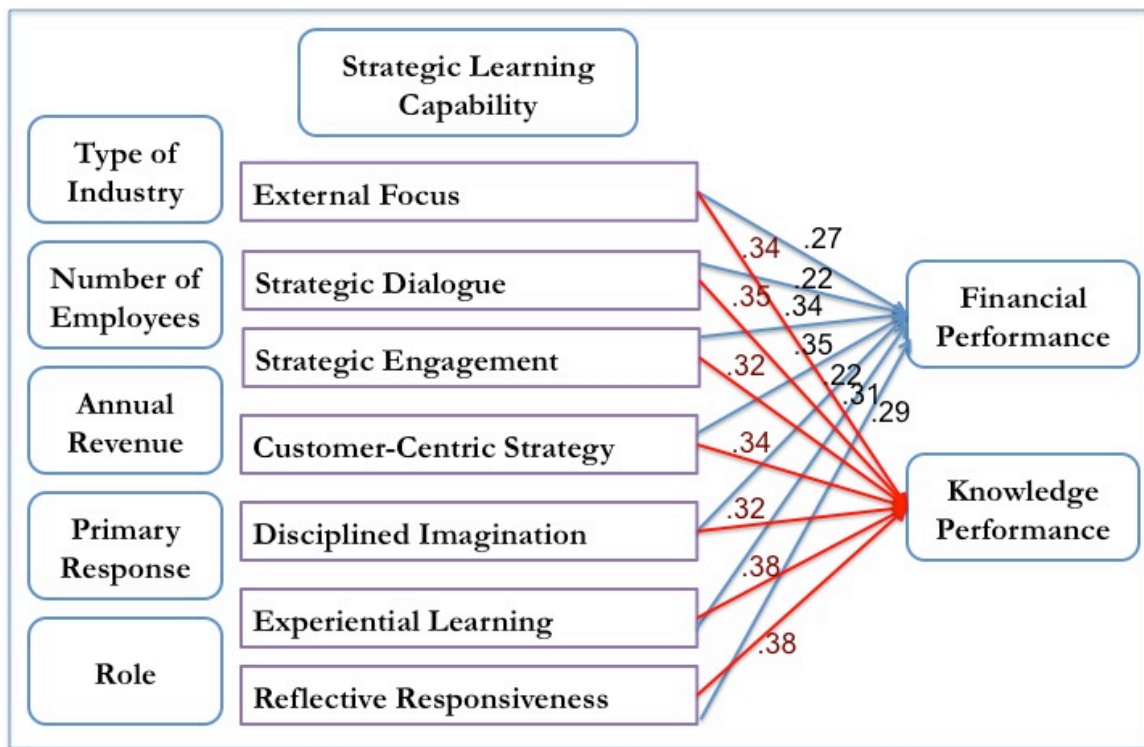 Strategic Learning
Capability
Type of
Industry
Number of
Employees
Annual
Revenue
Primary
Response
Role
External Focus
Strategic Dialogue
Strategic Engagement
Customer-Centric Strategy
Disciplined Imagination
Experiential Learning
Reflective Responsiveness
.27
.22
.34
.35
.22
.31
.29
.34
.35
.32
.34
.32
.38
.38
Financial
Performance
Knowledge
Performance